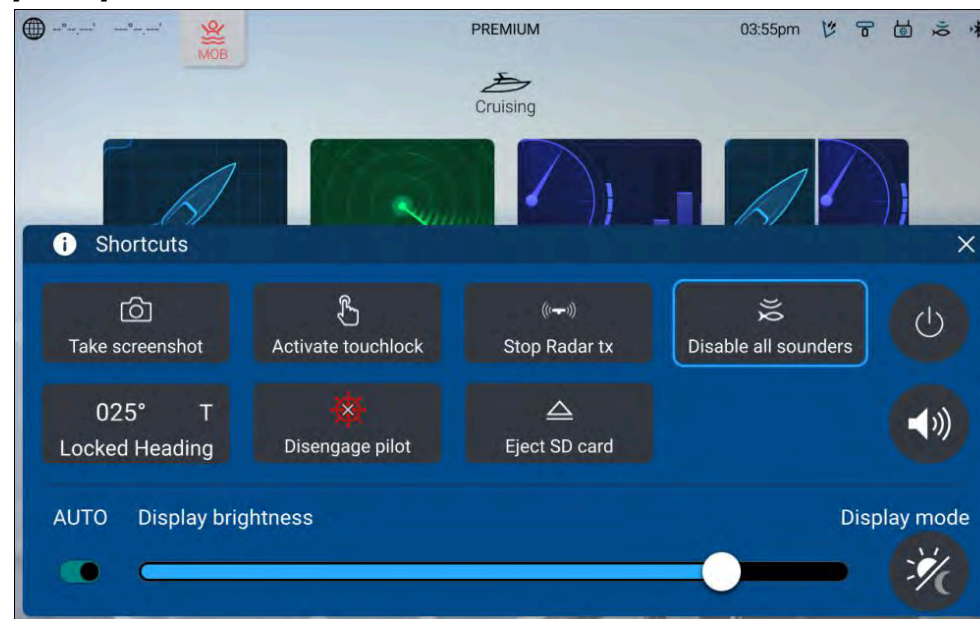 --°--.---' ---°--.---'
MOB
PREMIUM
03:55pm
Cruising
i Shortcuts
Take screenshot
Activate touchlock
Stop Radar tx
Disable all sounders
025° T
Locked Heading
Disengage pilot
Eject SD card
AUTO Display brightness
Display mode